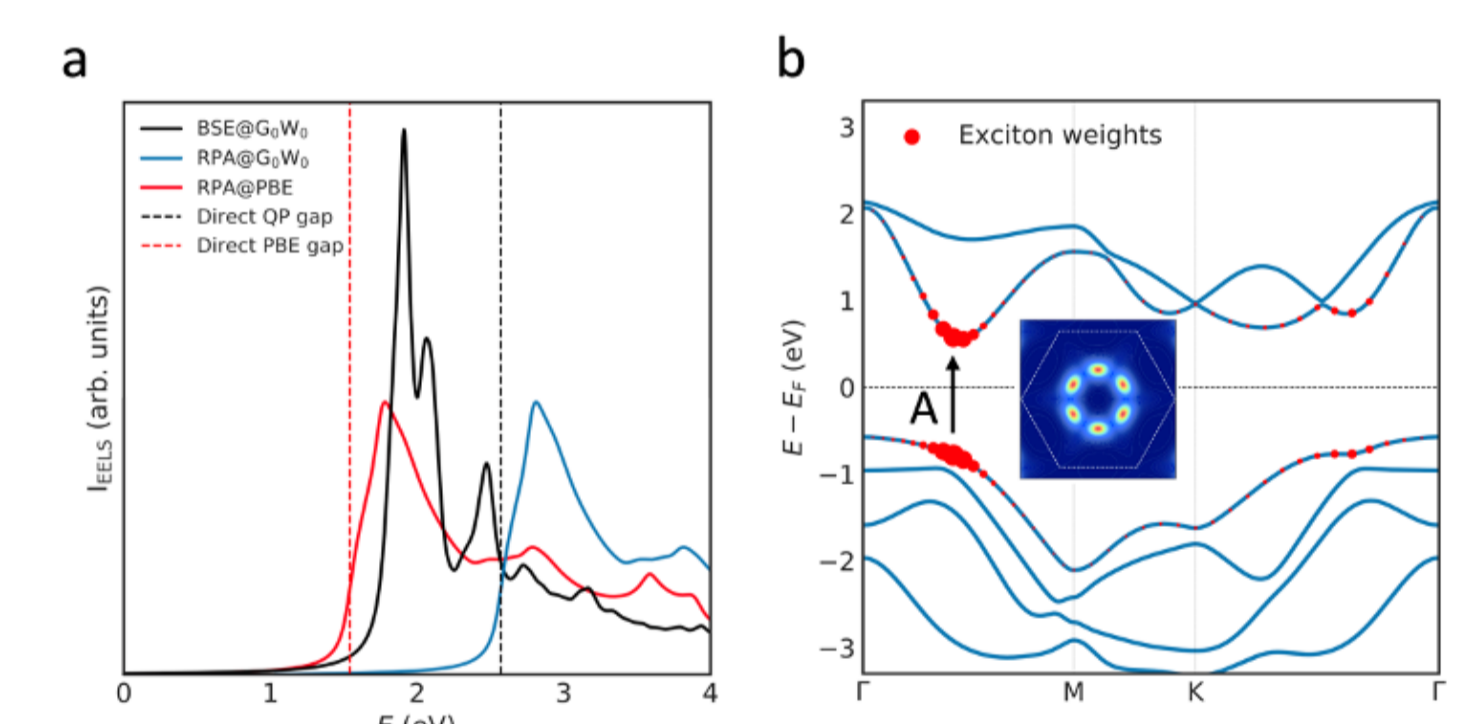 a
BSE@G₀W₀
RPA@G₀W₀
RPA@PBE
Direct QP gap
Direct PBE gap
I_EELS (arb. units)
0 1 2 3 4
E (eV)
b
Exciton weights
3
2
1
0
−1
−2
−3
E − E_F (eV)
A
Γ M K Γ